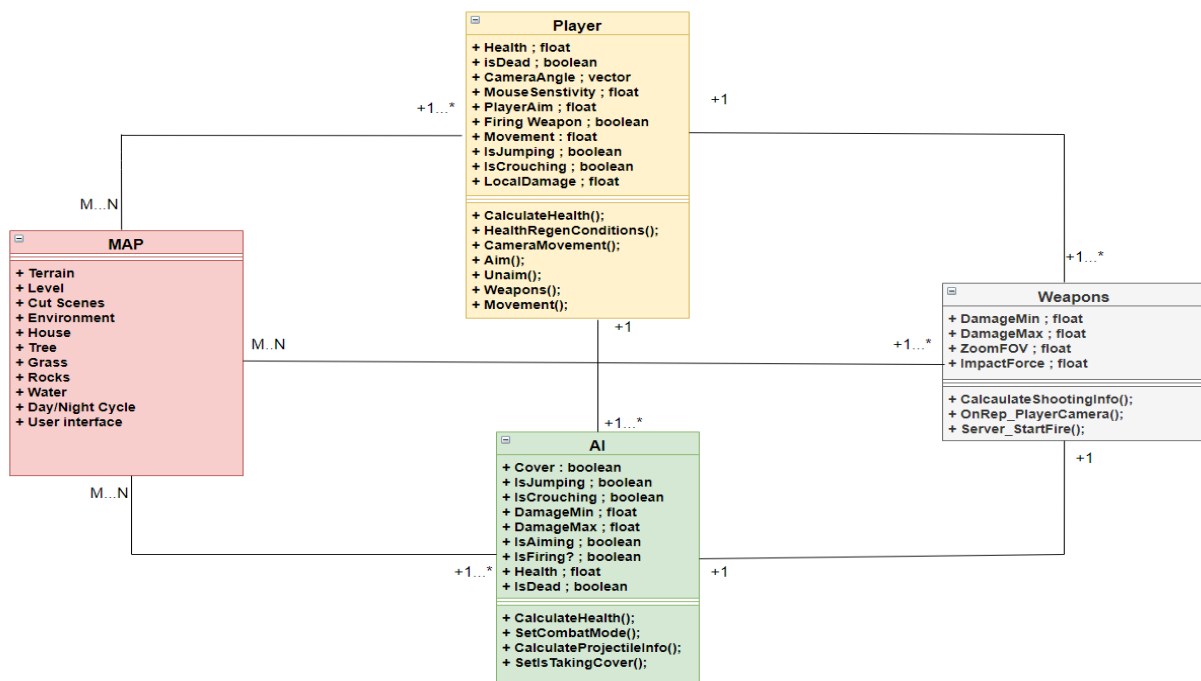 Player
+ Health ; float
+ isDead ; boolean
+ CameraAngle ; vector
+ MouseSenstivity ; float
+ PlayerAim ; float
+ Firing Weapon ; boolean
+ Movement : float
+ IsJumping ; boolean
+ IsCrouching ; boolean
+ LocalDamage ; float
+ CalculateHealth();
+ HealthRegenConditions();
+ CameraMovement();
+ Aim();
+ Unaim();
+ Weapons();
+ Movement();
+1...*
+1
M...N
MAP
+ Terrain
+ Level
+ Cut Scenes
+ Environment
+ House
+ Tree
+ Grass
+ Rocks
+ Water
+ Day/Night Cycle
+ User interface
+1...*
Weapons
+ DamageMin ; float
+ DamageMax ; float
+ ZoomFOV ; float
+ ImpactForce ; float
+ CalcaulateShootingInfo();
+ OnRep_PlayerCamera();
+ Server_StartFire();
+1
M..N
+1...*
+1...*
+1
M...N
AI
+ Cover : boolean
+ IsJumping ; boolean
+ IsCrouching ; boolean
+ DamageMin ; float
+ DamageMax ; float
+ IsAiming ; boolean
+ IsFiring? ; boolean
+ Health ; float
+ IsDead ; boolean
+ CalculateHealth();
+ SetCombatMode();
+ CalculateProjectileInfo();
+ SetIsTakingCover();
+1...*
+1